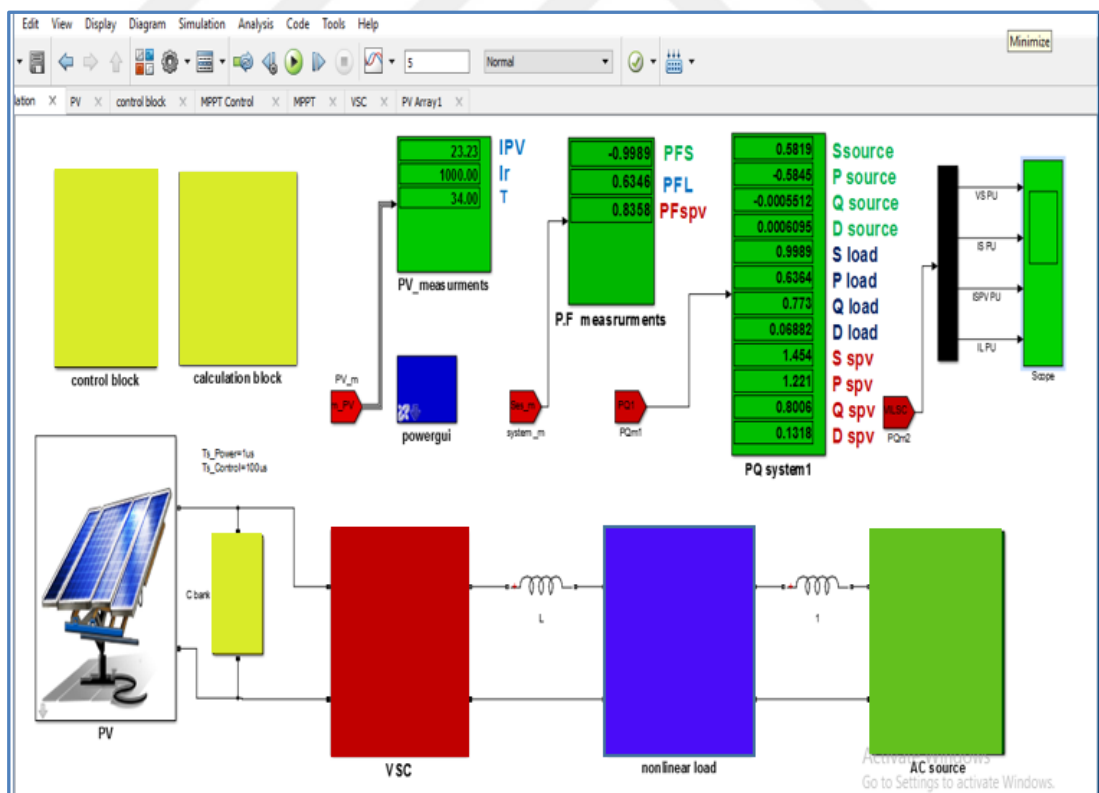 Edit View Display Diagram Simulation Analysis Code Tools Help
Minimize
5 Normal
lation PV control block MPPT Control MPPT VSC PV Array1
23.23 IPV
1000.00 Ir
34.00 T
PV_measurments
-0.9989 PFS
0.6346 PFL
0.8358 PFspv
P.F measrurments
0.5819 Ssource
-0.5845 P source
-0.0005512 Q source
0.0006095 D source
0.9989 S load
0.6364 P load
0.773 Q load
0.06882 D load
1.454 S spv
1.221 P spv
0.8006 Q spv
0.1318 D spv
PQ system1
VS PU
IS PU
ISPV PU
IL PU
Scope
control block
calculation block
PV_m
m_PV
powergui
Ses_m
system_m
PQ1
PQm1
PQm2
Ts_Power=1us
Ts_Control=100us
C bank
L
1
PV
VSC
nonlinear load
AC source
Activate Windows
Go to Settings to activate Windows.